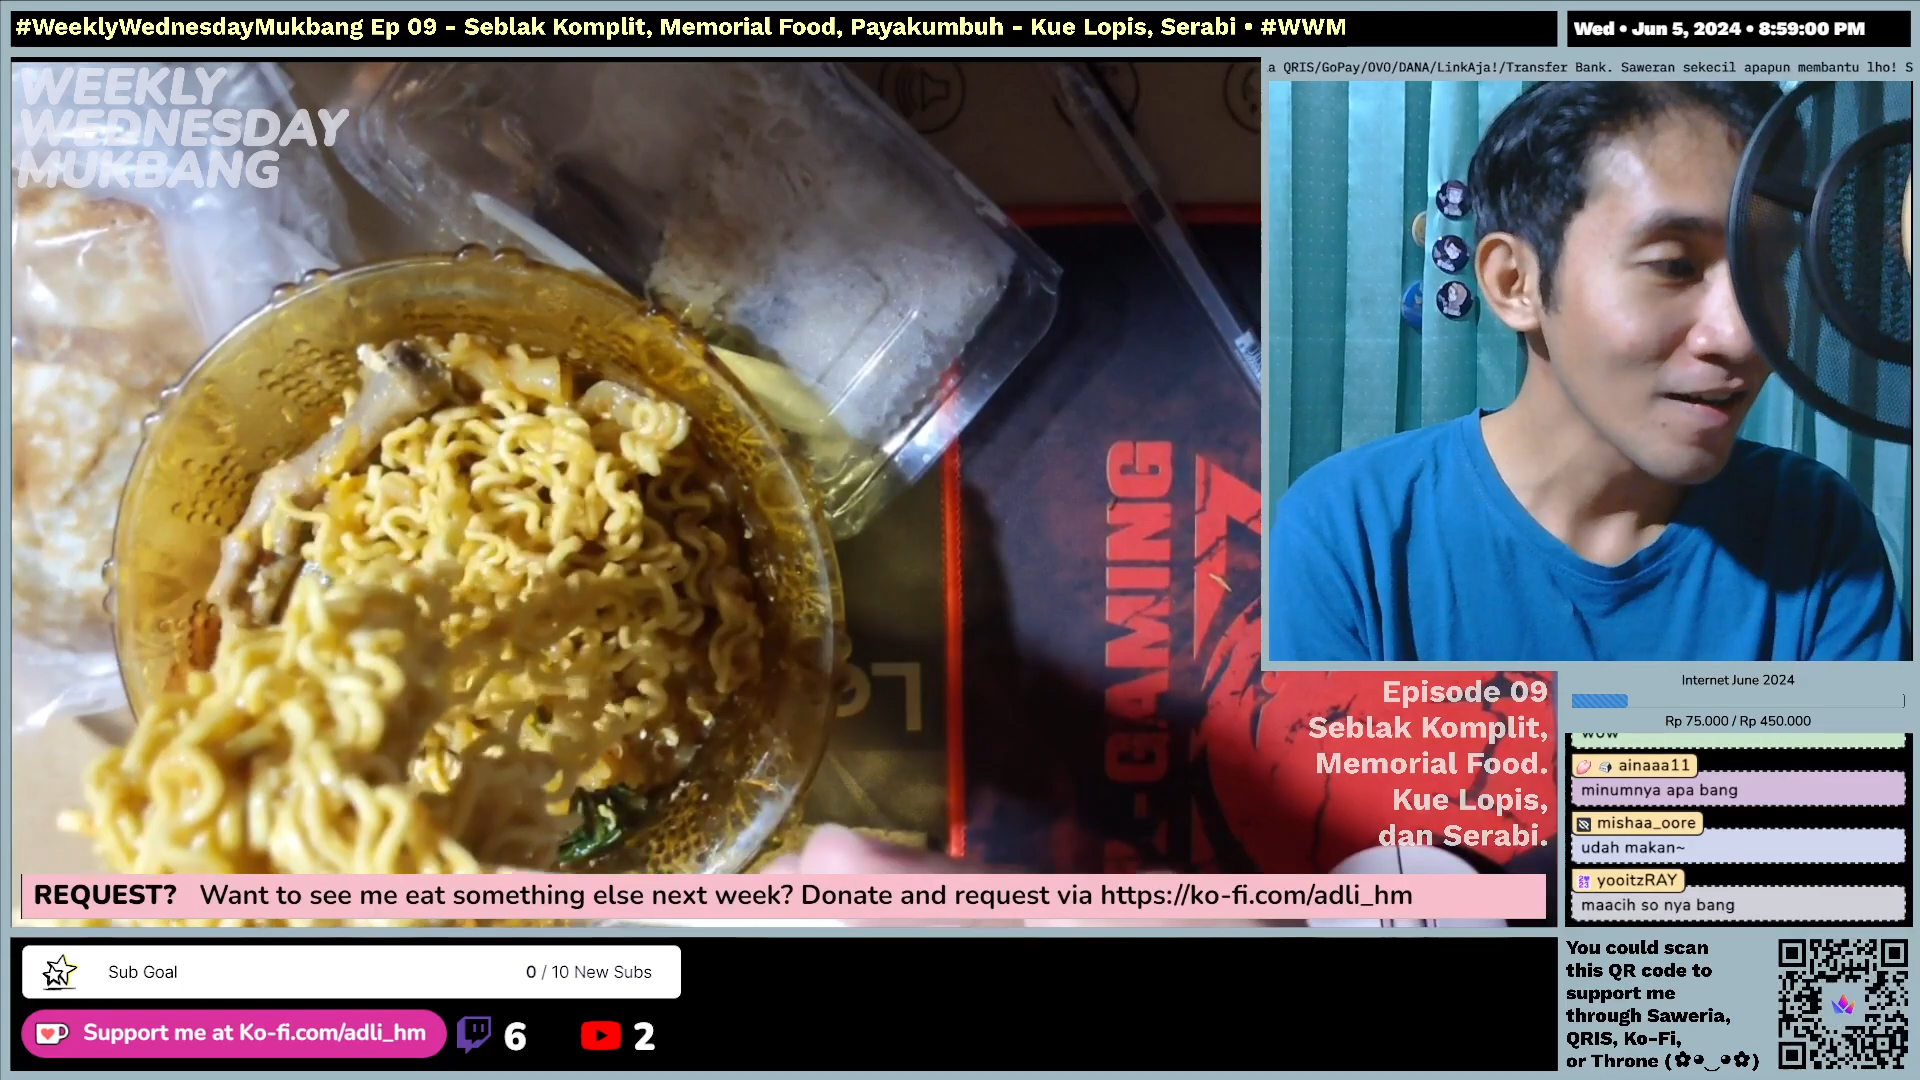 #WeeklyWednesdayMukbang Ep 09 - Seblak Komplit, Memorial Food, Payakumbuh - Kue Lopis, Serabi • #WWM
Wed • Jun 5, 2024 • 8:59:00 PM
a QRIS/GoPay/OVO/DANA/LinkAja!/Transfer Bank. Saweran sekecil apapun membantu lho! S
WEEKLY
WEDNESDAY
MUKBANG
GAMING
Episode 09
Seblak Komplit,
Memorial Food.
Kue Lopis,
dan Serabi.
Internet June 2024
Rp 75.000 / Rp 450.000
wow
ainaaa11
minumnya apa bang
mishaa_oore
udah makan~
yooitzRAY
maacih so nya bang
REQUEST? Want to see me eat something else next week? Donate and request via https://ko-fi.com/adli_hm
Sub Goal
0 / 10 New Subs
Support me at Ko-fi.com/adli_hm
6
2
You could scan
this QR code to
support me
through Saweria,
QRIS, Ko-Fi,
or Throne (✿◕‿◕✿)